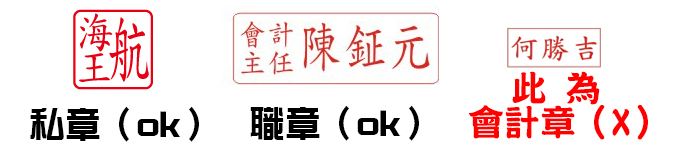 海王航
會計主任 陳鉦元
何勝吉
私章（ok） 職章（ok） 此 為
會計章（X）